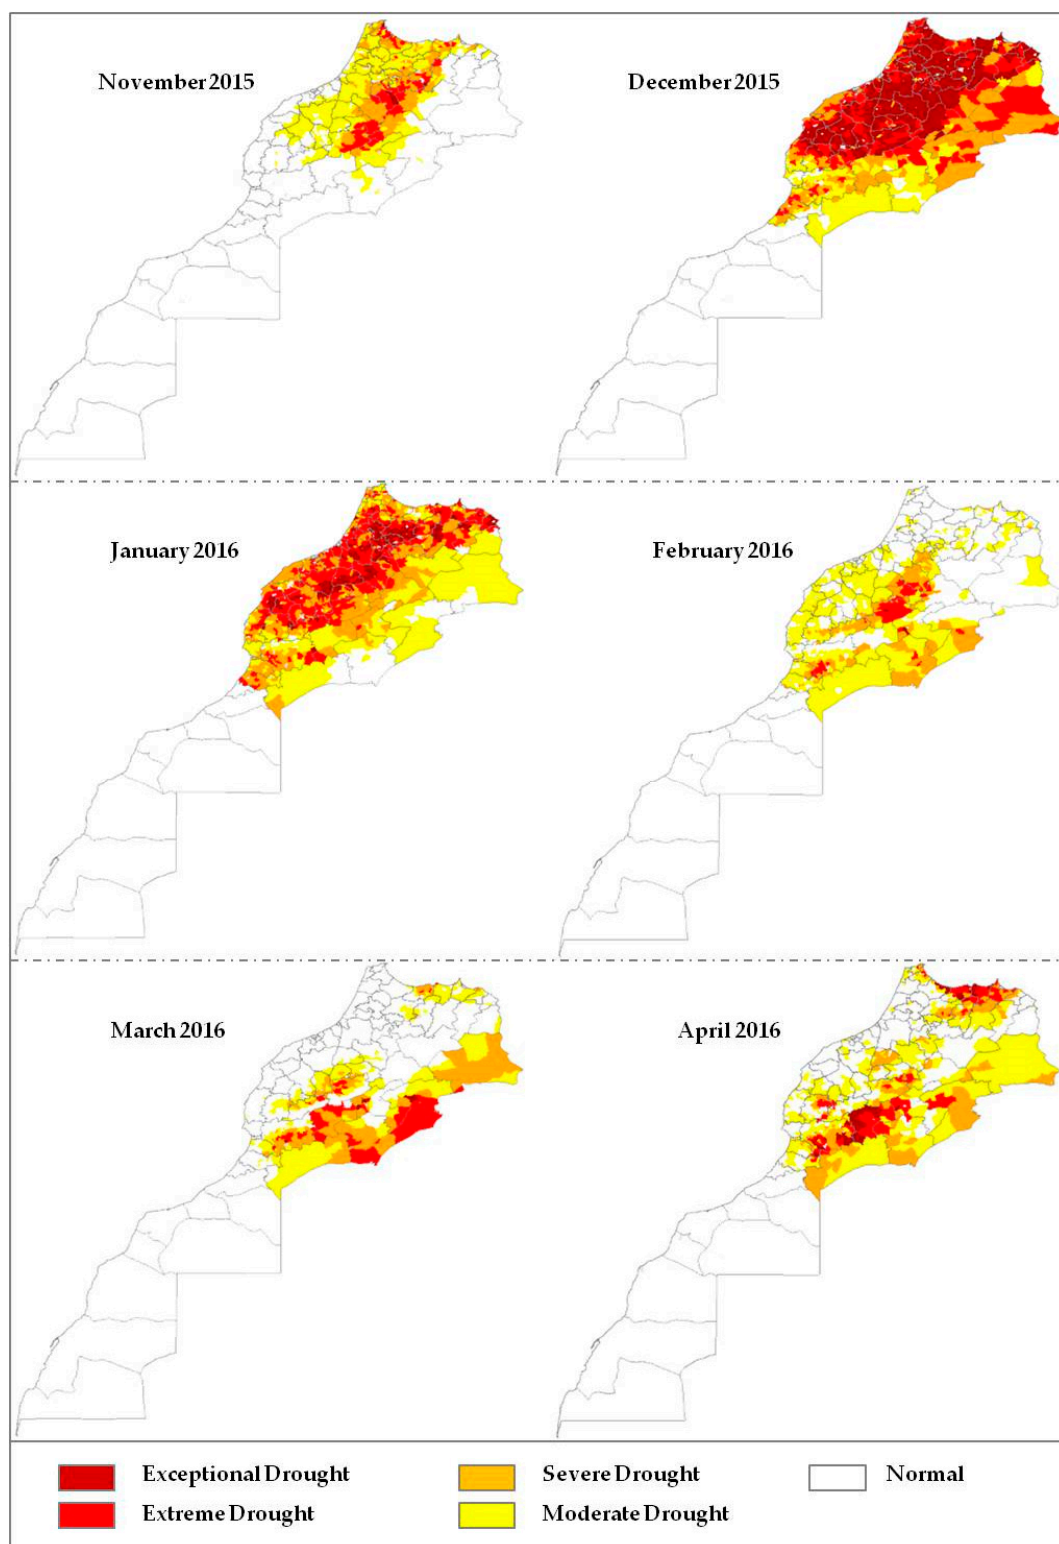 November 2015
December 2015
January 2016
February 2016
March 2016
April 2016
Exceptional Drought
Severe Drought
Normal
Extreme Drought
Moderate Drought